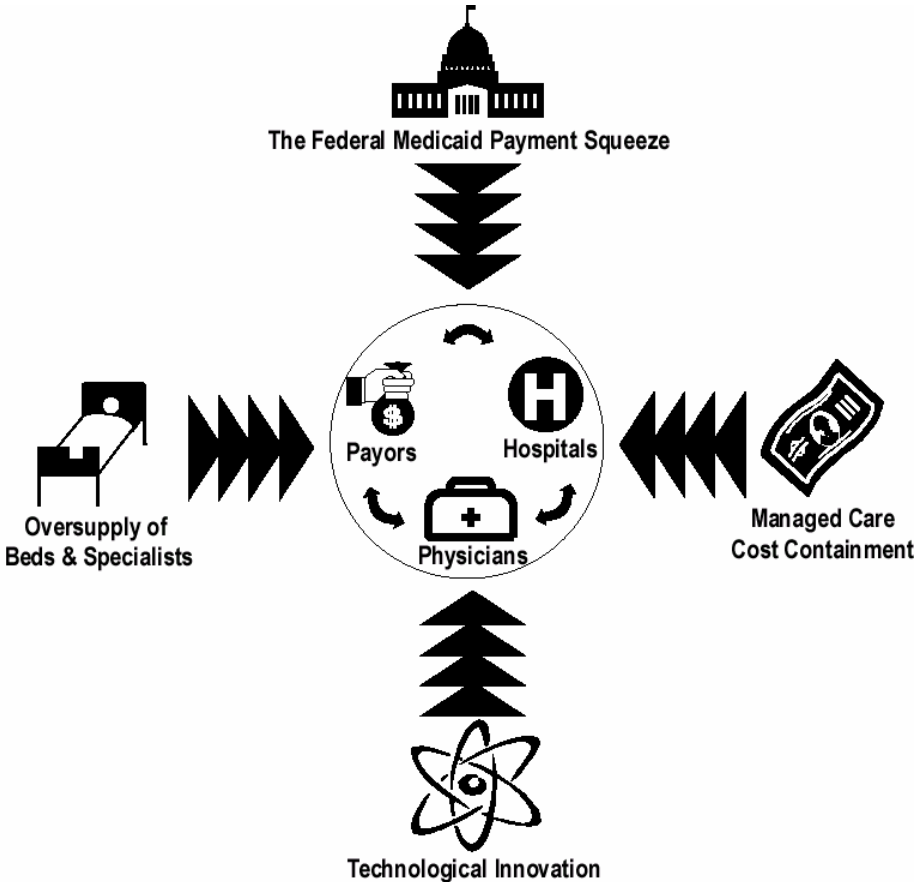 The Federal Medicaid Payment Squeeze
$
H
Payors
Hospitals
Physicians
Oversupply of
Beds & Specialists
$
Managed Care
Cost Containment
Technological Innovation